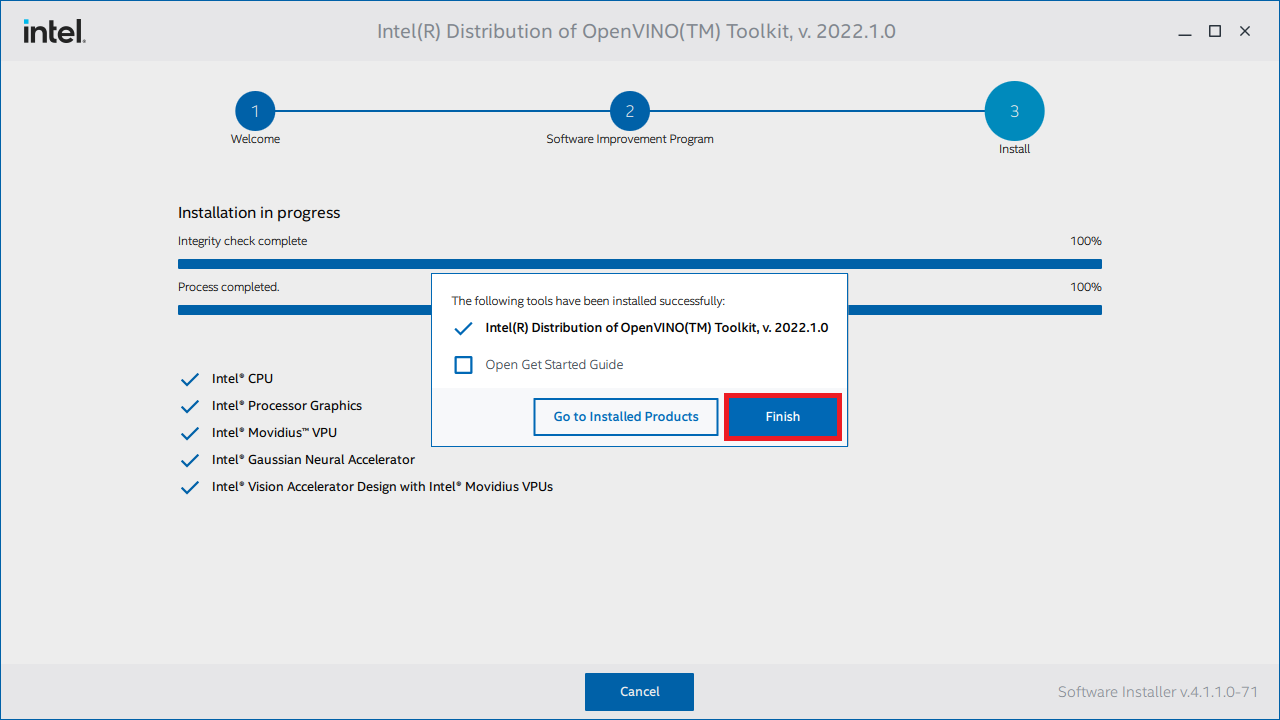 intel.
Intel(R) Distribution of OpenVINO(TM) Toolkit, v. 2022.1.0
1
2
3
Welcome
Software Improvement Program
Install
Installation in progress
Integrity check complete 100%
Process completed. 100%
The following tools have been installed successfully:
Intel(R) Distribution of OpenVINO(TM) Toolkit, v. 2022.1.0
Open Get Started Guide
Go to Installed Products Finish
Intel® CPU
Intel® Processor Graphics
Intel® Movidius™ VPU
Intel® Gaussian Neural Accelerator
Intel® Vision Accelerator Design with Intel® Movidius VPUs
Cancel
Software Installer v.4.1.1.0-71